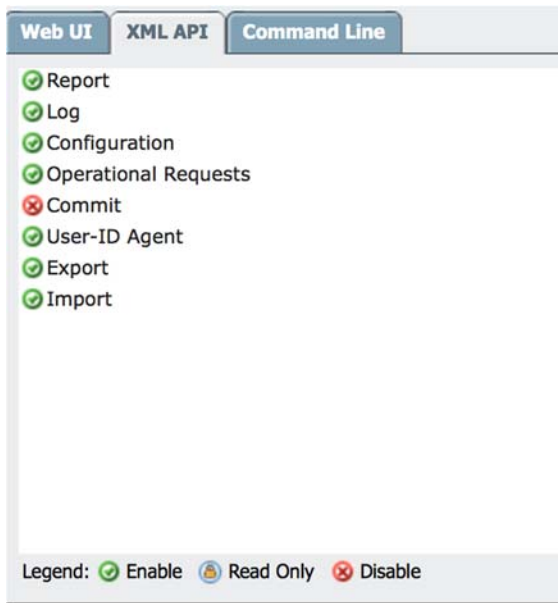 Web UI XML API Command Line
Report
Log
Configuration
Operational Requests
Commit
User-ID Agent
Export
Import
Legend: Enable Read Only Disable